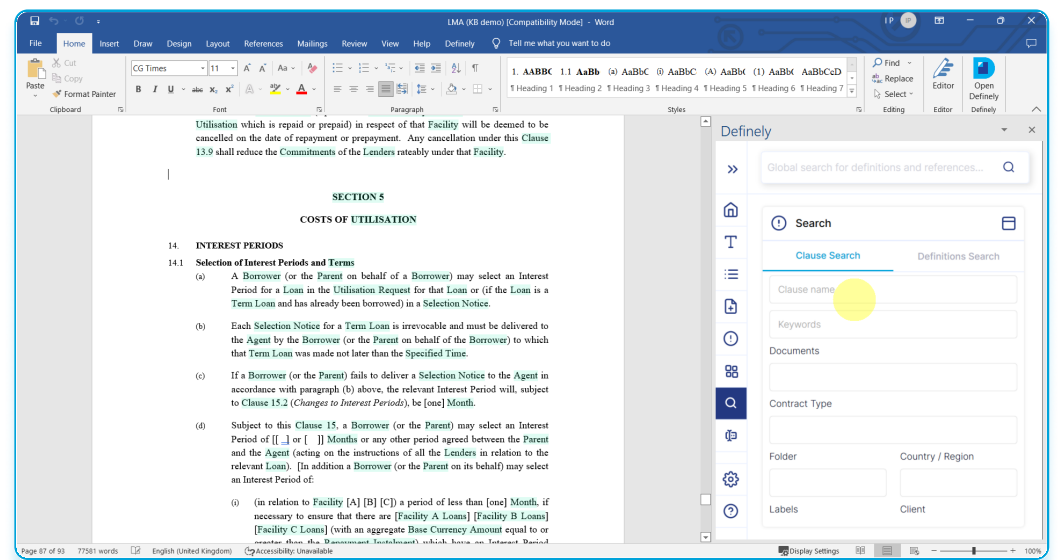 LMA (KB demo) [Compatibility Mode] - Word
IP
IP
File Home Insert Draw Design Layout References Mailings Review View Help Definely Tell me what you want to do
Paste
Cut
Copy
Format Painter
Clipboard
CG Times 11
Font
Paragraph
1. AABBC 1.1 AaBb (a) AaBbC (i) AaBbC (A) AaBb( (1) AaBb( AaBbCcD
¶ Heading 1 ¶ Heading 2 ¶ Heading 3 ¶ Heading 4 ¶ Heading 5 ¶ Heading 6 ¶ Heading 7
Styles
Find
Replace
Select
Editing
Editor
Editor
Open
Definely
Definely
Utilisation which is repaid or prepaid) in respect of that Facility will be deemed to be
cancelled on the date of repayment or prepayment. Any cancellation under this Clause
13.9 shall reduce the Commitments of the Lenders rateably under that Facility.
SECTION 5
COSTS OF UTILISATION
14. INTEREST PERIODS
14.1 Selection of Interest Periods and Terms
(a) A Borrower (or the Parent on behalf of a Borrower) may select an Interest
Period for a Loan in the Utilisation Request for that Loan or (if the Loan is a
Term Loan and has already been borrowed) in a Selection Notice.
(b) Each Selection Notice for a Term Loan is irrevocable and must be delivered to
the Agent by the Borrower (or the Parent on behalf of the Borrower) to which
that Term Loan was made not later than the Specified Time.
(c) If a Borrower (or the Parent) fails to deliver a Selection Notice to the Agent in
accordance with paragraph (b) above, the relevant Interest Period will, subject
to Clause 15.2 (Changes to Interest Periods), be [one] Month.
(d) Subject to this Clause 15, a Borrower (or the Parent) may select an Interest
Period of [[ _] or [ ]] Months or any other period agreed between the Parent
and the Agent (acting on the instructions of all the Lenders in relation to the
relevant Loan). [In addition a Borrower (or the Parent on its behalf) may select
an Interest Period of:
(i) (in relation to Facility [A] [B] [C]) a period of less than [one] Month, if
necessary to ensure that there are [Facility A Loans] [Facility B Loans]
[Facility C Loans] (with an aggregate Base Currency Amount equal to or
greater than the Repayment Instalment) which have an Interest Period
Definely
Global search for definitions and references...
Search
Clause Search Definitions Search
Clause name
Keywords
Documents
Contract Type
Folder Country / Region
Labels Client
Page 87 of 93 77581 words English (United Kingdom) Accessibility: Unavailable Display Settings 100%